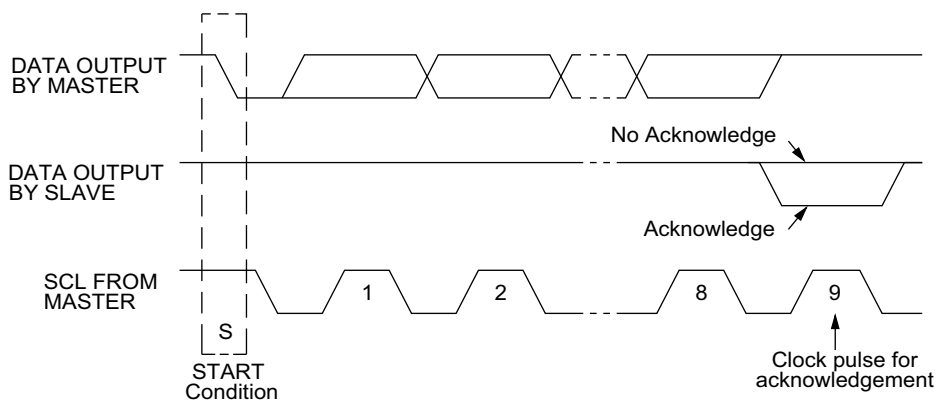 DATA OUTPUT
BY MASTER
No Acknowledge
DATA OUTPUT
BY SLAVE
Acknowledge
SCL FROM
MASTER
1
2
8
9
S
START
Condition
Clock pulse for
acknowledgement